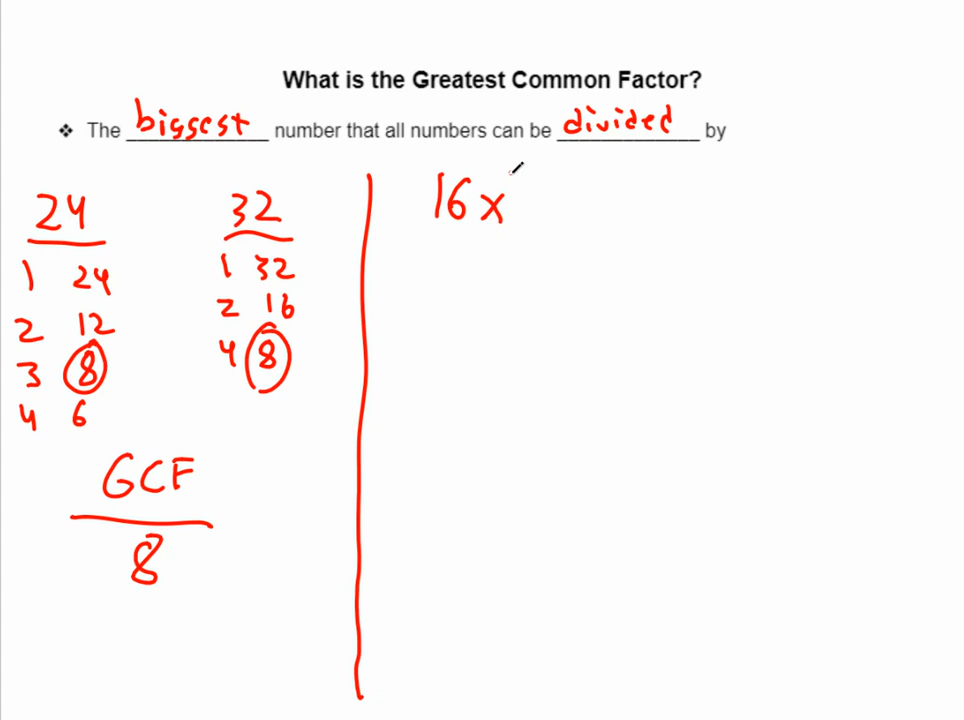 What is the Greatest Common Factor?
❖ The biggest number that all numbers can be divided by
24
1 24
2 12
3 8
4 6
32
1 32
2 16
4 8
GCF
8
16x